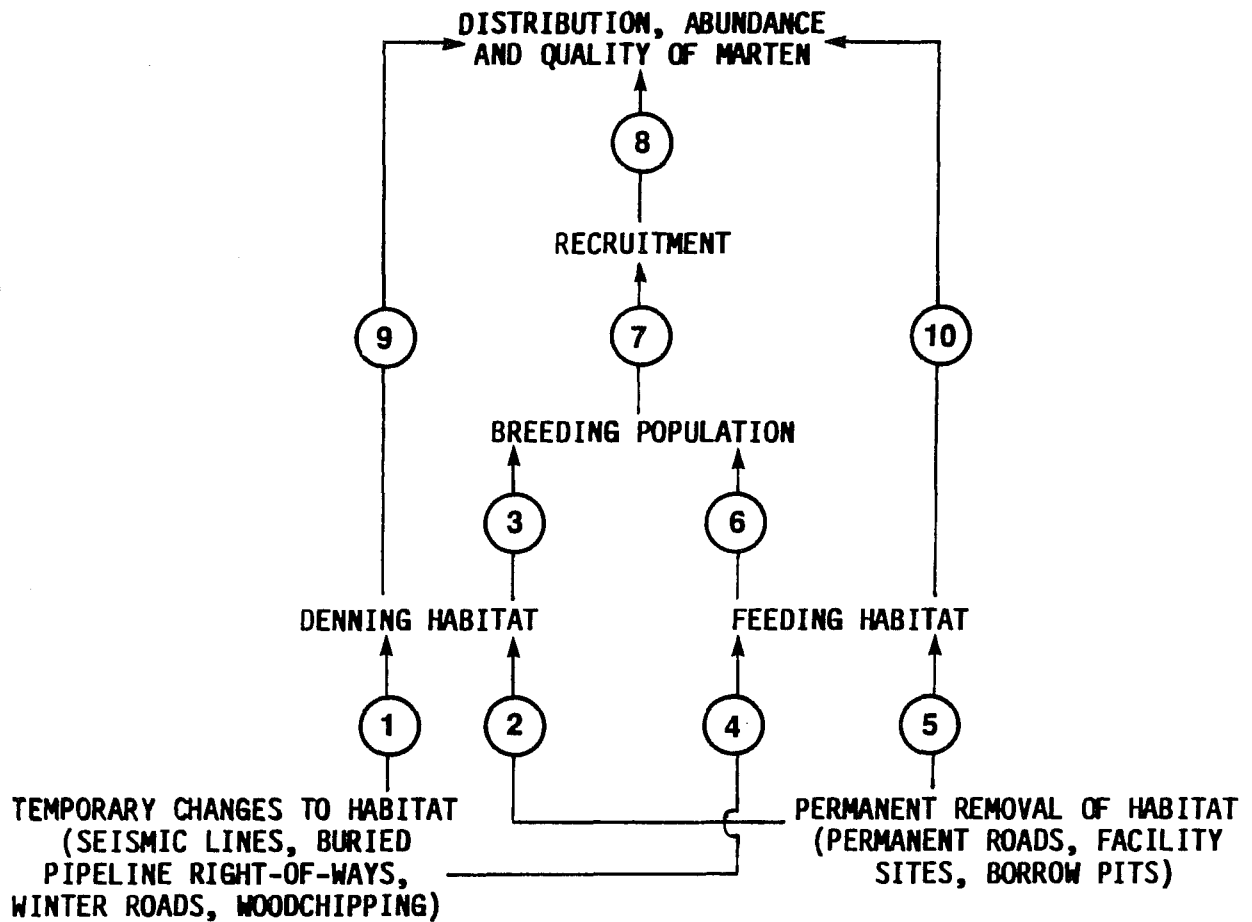 DISTRIBUTION, ABUNDANCE
AND QUALITY OF MARTEN
8
RECRUITMENT
9
7
10
BREEDING POPULATION
3
6
DENNING HABITAT
FEEDING HABITAT
1
2
4
5
TEMPORARY CHANGES TO HABITAT
(SEISMIC LINES, BURIED
PIPELINE RIGHT-OF-WAYS,
WINTER ROADS, WOODCHIPPING)
PERMANENT REMOVAL OF HABITAT
(PERMANENT ROADS, FACILITY
SITES, BORROW PITS)